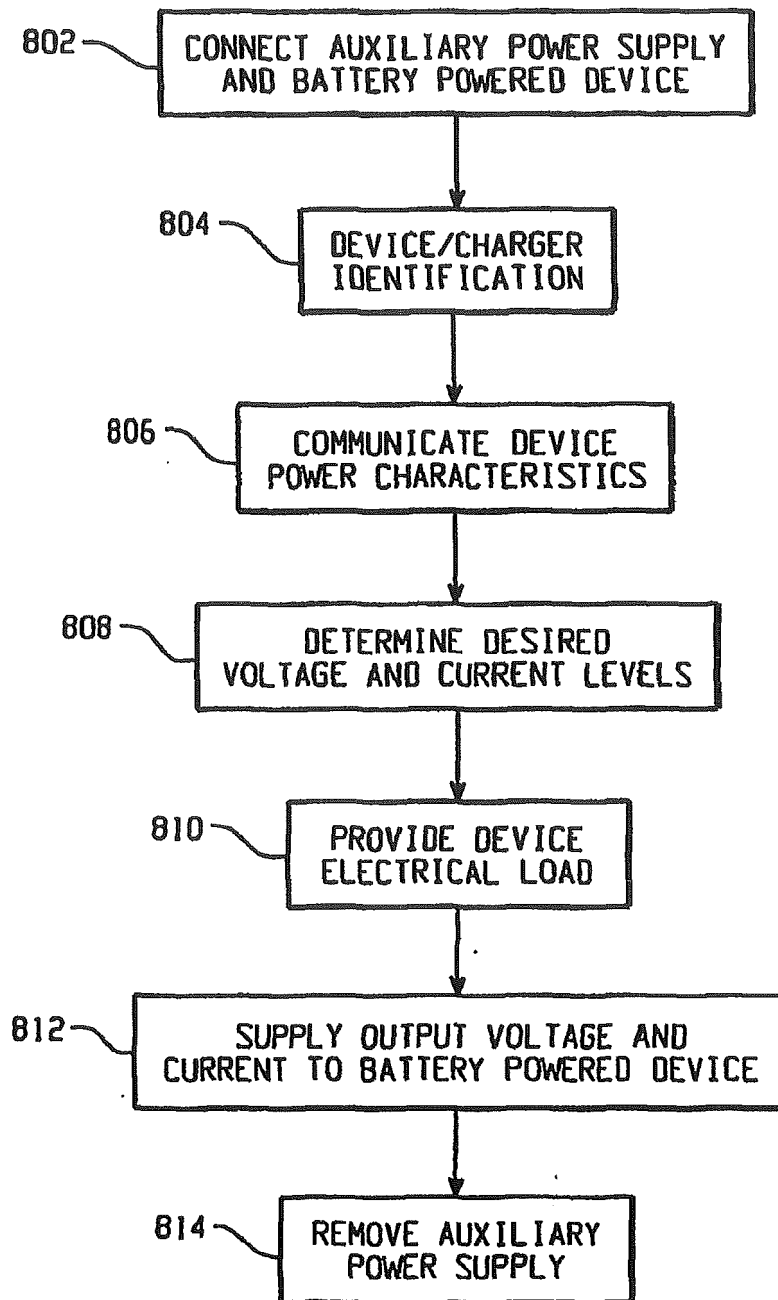 802
CONNECT AUXILIARY POWER SUPPLY
AND BATTERY POWERED DEVICE
804
DEVICE/CHARGER
IDENTIFICATION
806
COMMUNICATE DEVICE
POWER CHARACTERISTICS
808
DETERMINE DESIRED
VOLTAGE AND CURRENT LEVELS
810
PROVIDE DEVICE
ELECTRICAL LOAD
812
SUPPLY OUTPUT VOLTAGE AND
CURRENT TO BATTERY POWERED DEVICE
814
REMOVE AUXILIARY
POWER SUPPLY